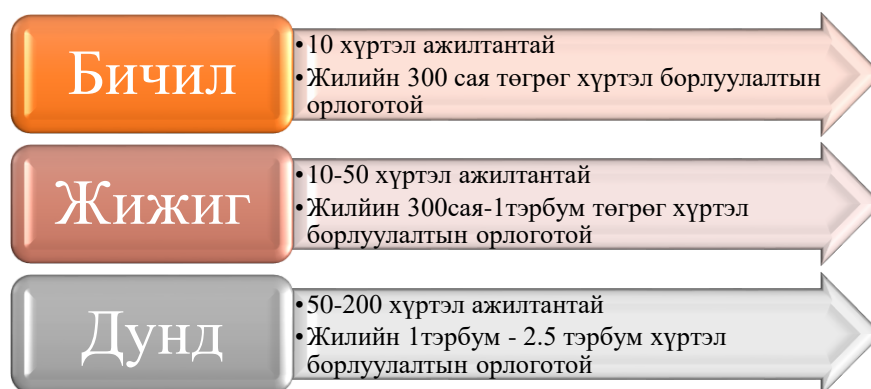 Бичил
•10 хүртэл ажилтантай
•Жилийн 300 сая төгрөг хүртэл борлуулалтын
орлоготой
Жижиг
•10-50 хүртэл ажилтантай
•Жилийин 300сая-1тэрбум төгрөг хүртэл
борлуулалтын орлоготой
Дунд
•50-200 хүртэл ажилтантай
•Жилийн 1тэрбум - 2.5 тэрбум хүртэл
борлуулалтын орлоготой